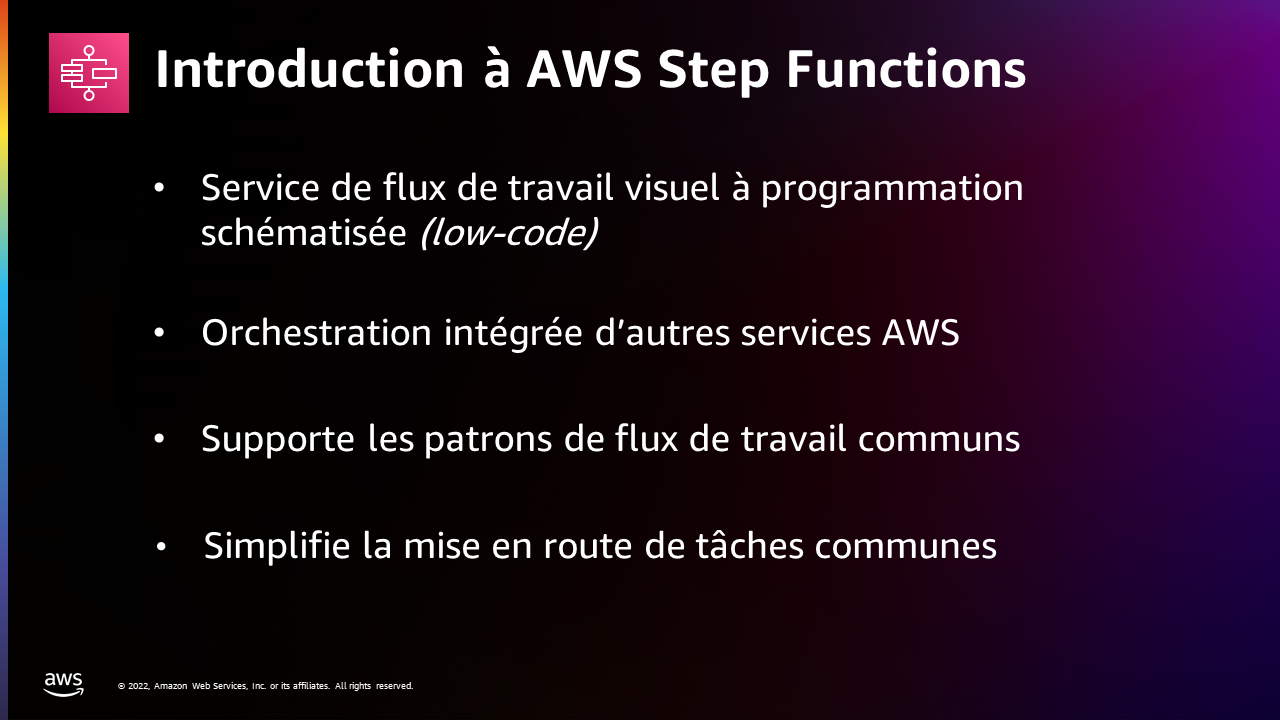 Introduction à AWS Step Functions
• Service de flux de travail visuel à programmation
schématisée (low-code)
• Orchestration intégrée d’autres services AWS
• Supporte les patrons de flux de travail communs
• Simplifie la mise en route de tâches communes
aws
© 2022, Amazon Web Services, Inc. or its affiliates. All rights reserved.